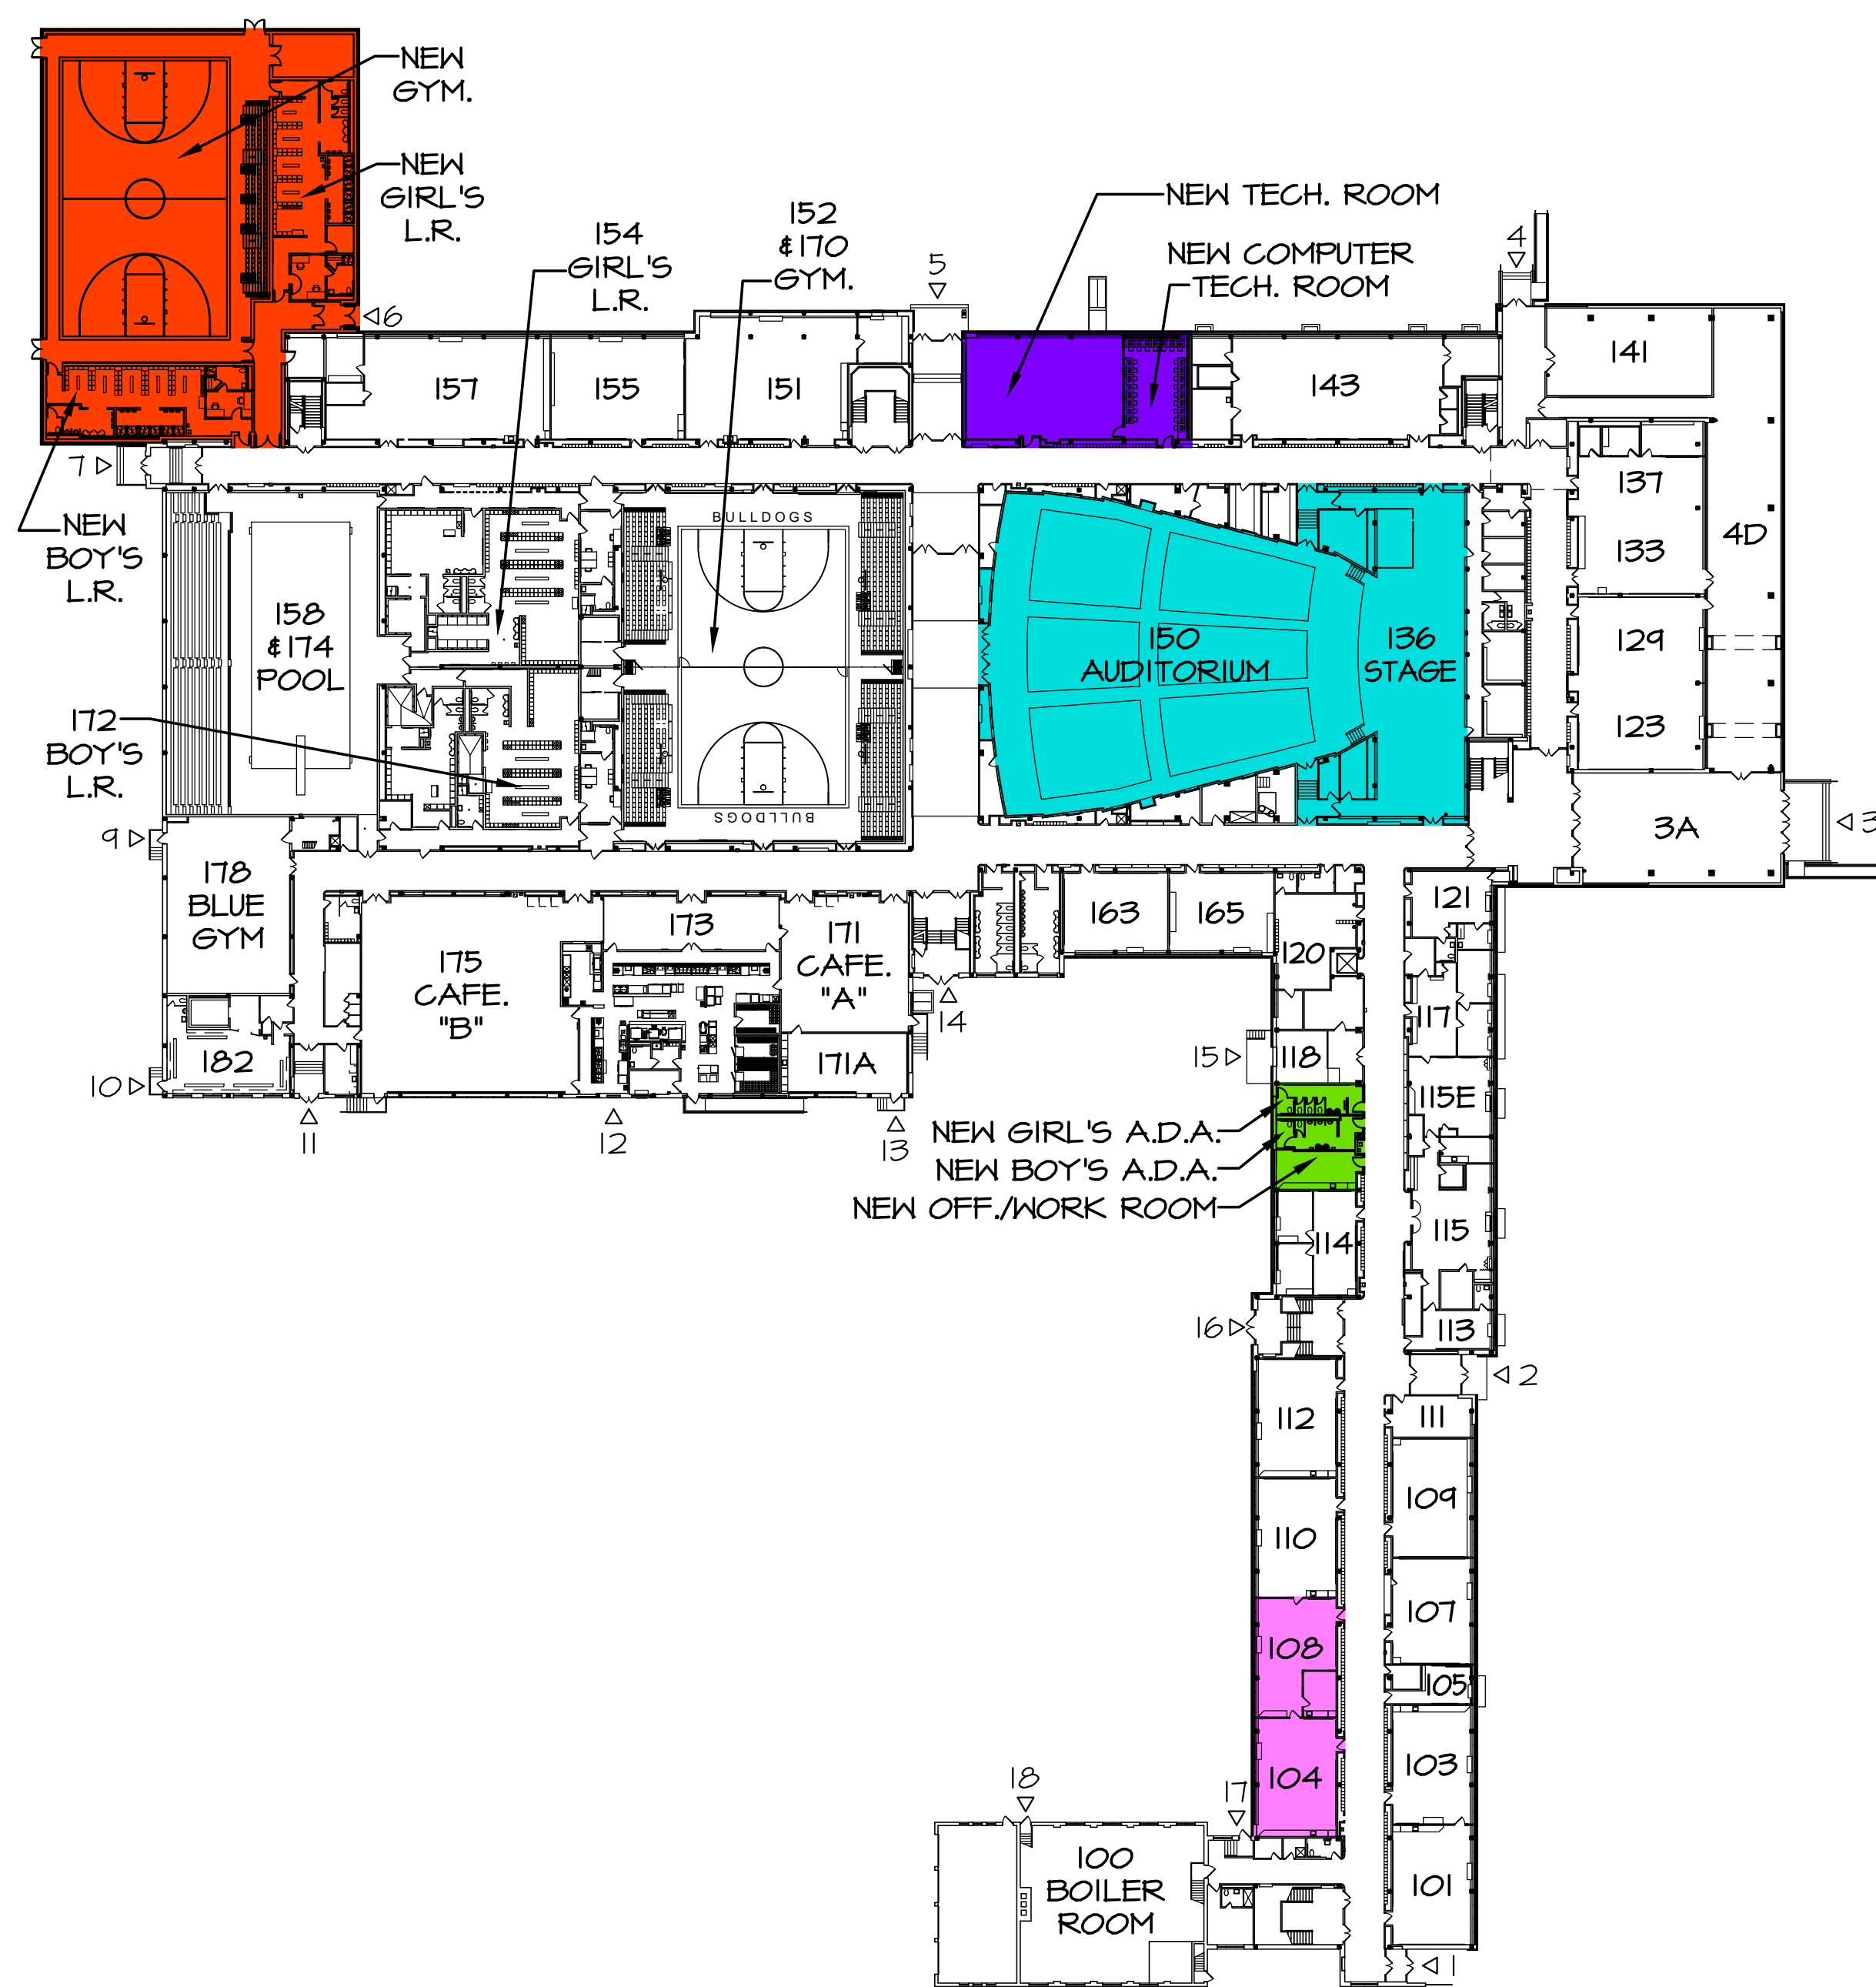 NEW
GYM.
NEW
GIRL'S
L.R.
154
GIRL'S
L.R.
152
&170
GYM.
5
NEW TECH. ROOM
NEW COMPUTER
TECH. ROOM
4
6
157
155
151
143
141
7
NEW
BOY'S
L.R.
137
133
4D
BULLDOGS
158
&174
POOL
150
AUDITORIUM
136
STAGE
129
123
172
BOY'S
L.R.
BULLDOGS
9
3A
3
178
BLUE
GYM
173
171
CAFE.
"A"
163
165
121
120
175
CAFE.
"B"
117
14
182
171A
15
118
115E
10
11
12
13
NEW GIRL'S A.D.A.
NEW BOY'S A.D.A.
NEW OFF./WORK ROOM
114
115
16
113
2
112
111
109
110
107
108
105
103
104
18
17
100
BOILER
ROOM
101
1